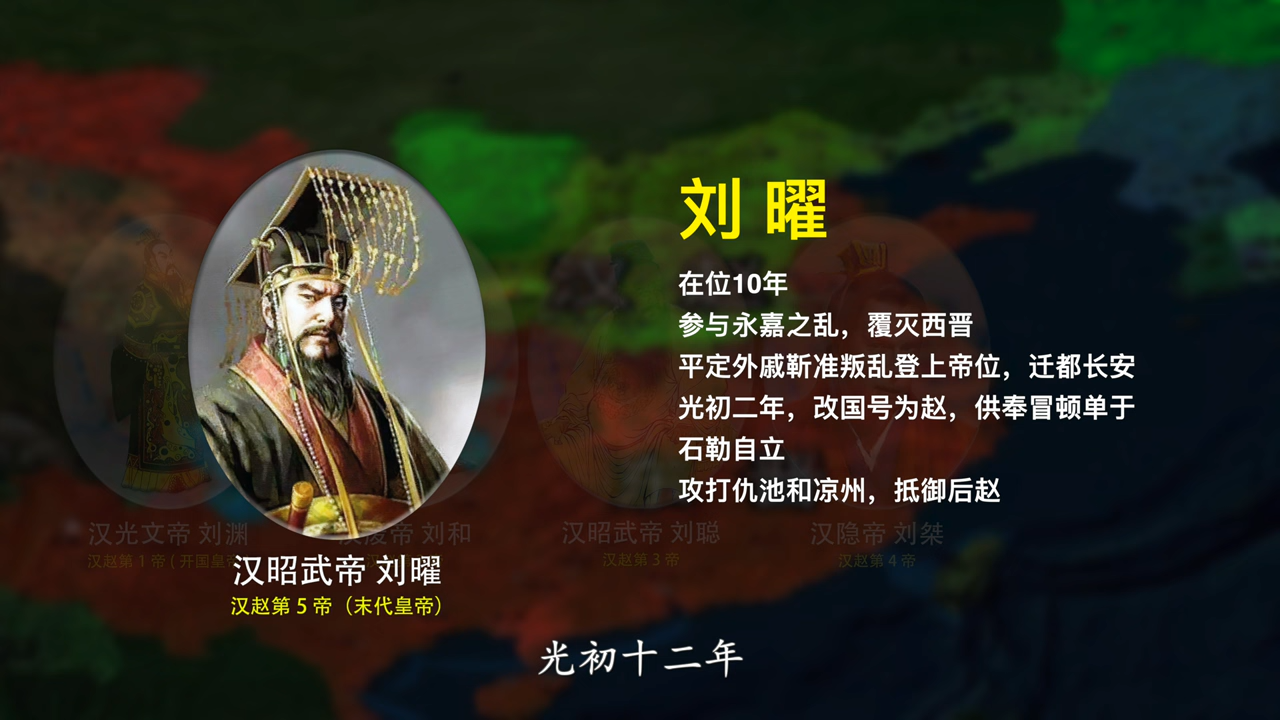 刘曜
在位10年
参与永嘉之乱，覆灭西晋
平定外戚靳准叛乱登上帝位，迁都长安
光初二年，改国号为赵，供奉冒顿单于
石勒自立
攻打仇池和凉州，抵御后赵
汉光文帝 刘渊
汉赵第 1 帝 ( 开国皇
帝 刘和
汉昭武帝 刘聪
汉赵第 3 帝
汉隐帝 刘粲
汉赵第 4 帝
汉昭武帝 刘曜
汉赵第 5 帝（末代皇帝）
光初十二年